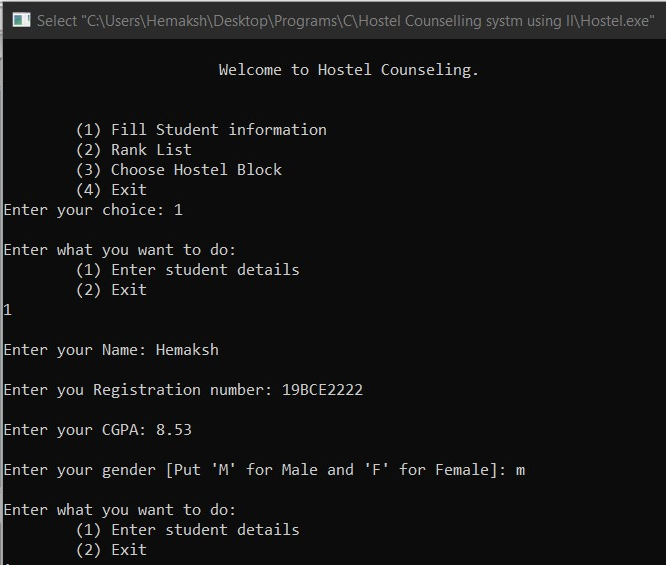 Select "C:\Users\Hemaksh\Desktop\Programs\C\Hostel Counselling systm using ll\Hostel.exe"
Welcome to Hostel Counseling.
(1) Fill Student information
(2) Rank List
(3) Choose Hostel Block
(4) Exit
Enter your choice: 1
Enter what you want to do:
(1) Enter student details
(2) Exit
1
Enter your Name: Hemaksh
Enter you Registration number: 19BCE2222
Enter your CGPA: 8.53
Enter your gender [Put 'M' for Male and 'F' for Female]: m
Enter what you want to do:
(1) Enter student details
(2) Exit